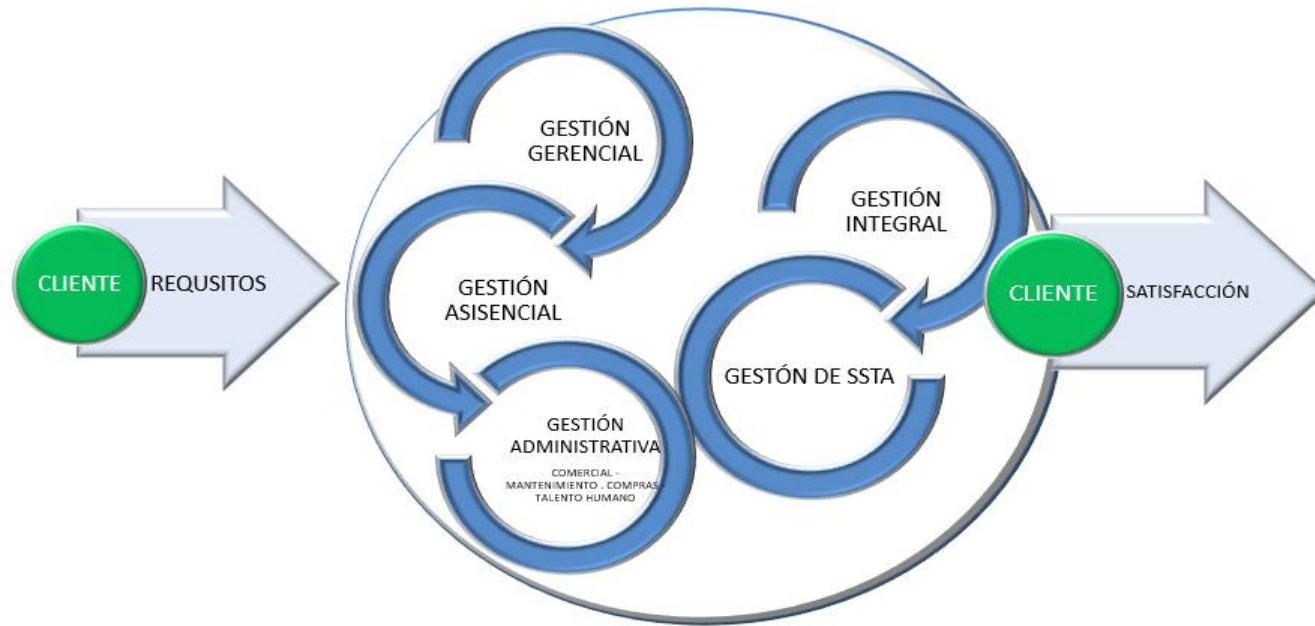 CLIENTE
REQUSITOS
GESTIÓN
GERENCIAL
GESTIÓN
ASISENCIAL
GESTIÓN
ADMINISTRATIVA
COMERCIAL -
MANTENIMIENTO . COMPRAS -
TALENTO HUMANO
GESTIÓN
INTEGRAL
GESTÓN DE SSTA
CLIENTE
SATISFACCIÓN